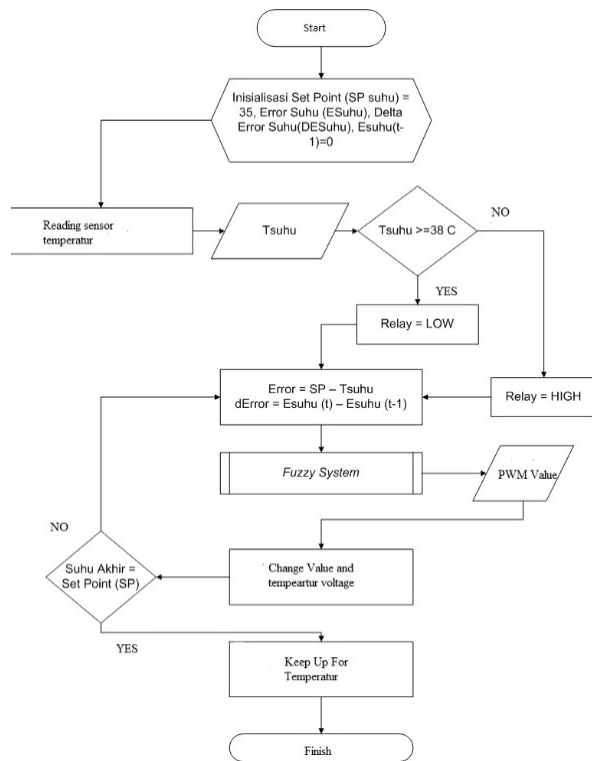 Start
Inisialisasi Set Point (SP suhu) =
35, Error Suhu (ESuhu), Delta
Error Suhu(DESuhu), Esuhu(t-
1)=0
Reading sensor
temperatur
Tsuhu
Tsuhu >=38 C
NO
YES
Relay = LOW
Relay = HIGH
Error = SP – Tsuhu
dError = Esuhu (t) – Esuhu (t-1)
Fuzzy System
PWM Value
Change Value and
tempeartur voltage
Suhu Akhir =
Set Point (SP)
NO
YES
Keep Up For
Temperatur
Finish